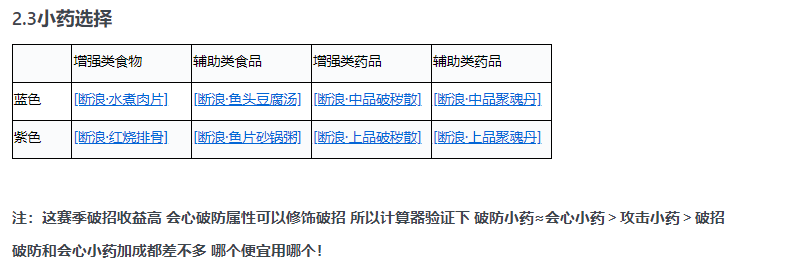 2.3小药选择
增强类食物 辅助类食品 增强类药品 辅助类药品
蓝色 [断浪·水煮肉片] [断浪·鱼头豆腐汤] [断浪·中品破秽散] [断浪·中品聚魂丹]
紫色 [断浪·红烧排骨] [断浪·鱼片砂锅粥] [断浪·上品破秽散] [断浪·上品聚魂丹]
注：这赛季破招收益高 会心破防属性可以修饰破招 所以计算器验证下 破防小药≈会心小药＞攻击小药＞破招
破防和会心小药加成都差不多 哪个便宜用哪个！